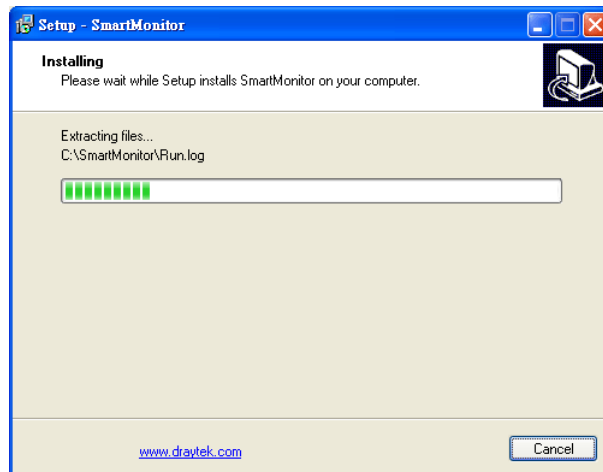 Setup - SmartMonitor
Installing
Please wait while Setup installs SmartMonitor on your computer.
Extracting files...
C:\SmartMonitor\Run.log
www.draytek.com
Cancel